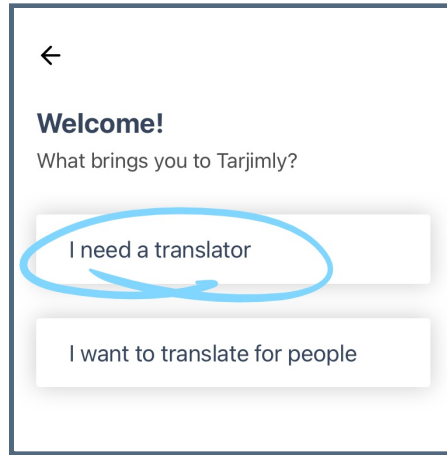 Welcome!
What brings you to Tarjimly?
I need a translator
I want to translate for people